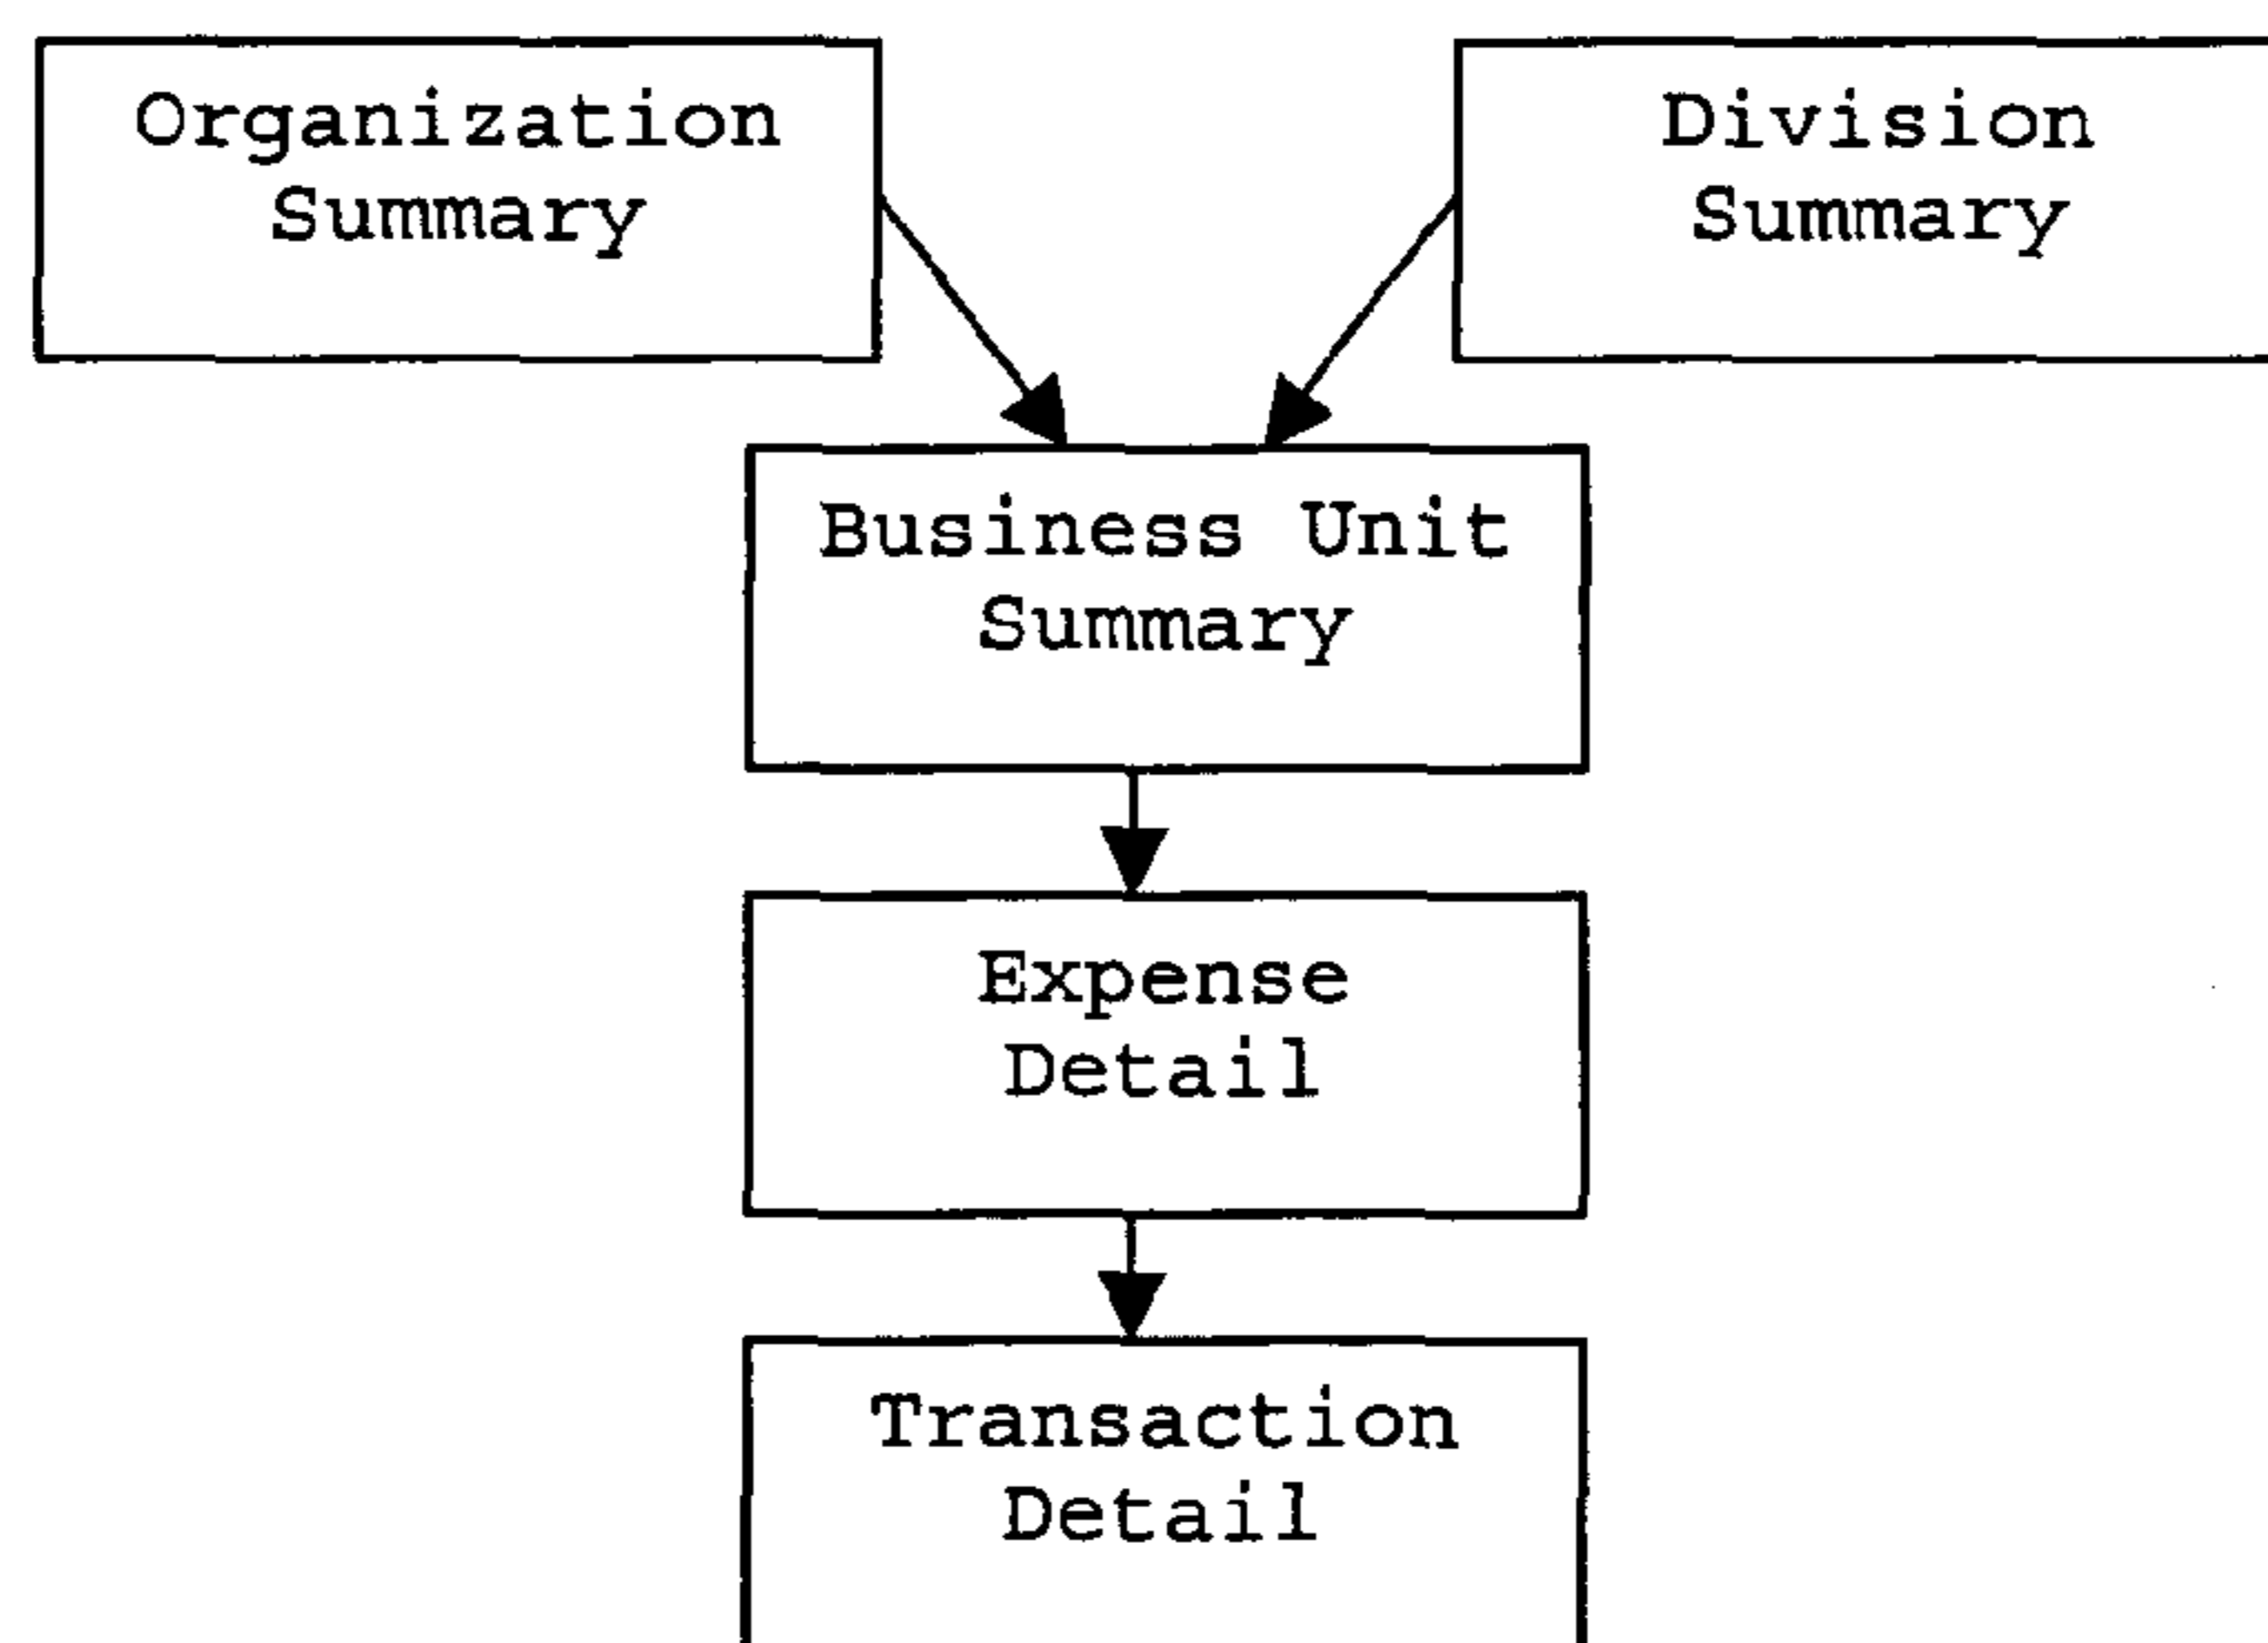 Organization
Summary
Division
Summary
Business Unit
Summary
Expense
Detail
Transaction
Detail